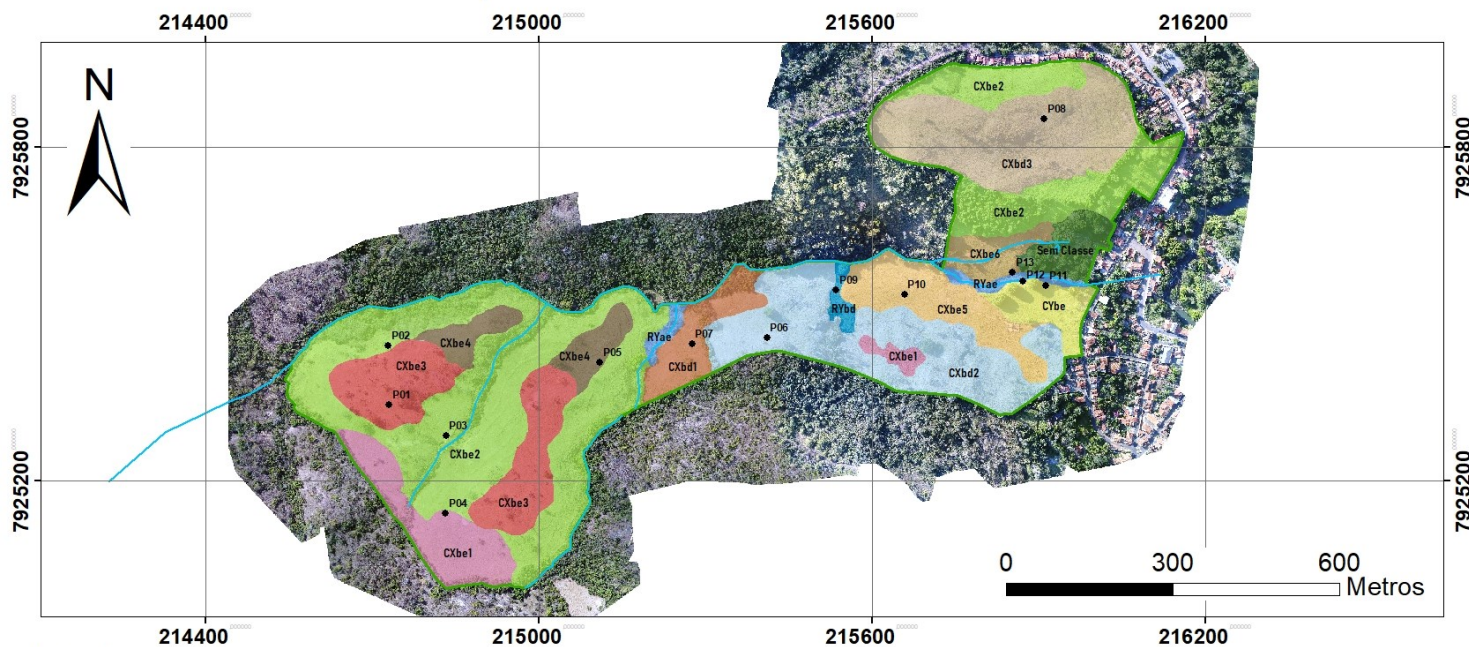 214400 215000 215600 216200
N
7925800 7925800
CXbe2
P08
CXbd3
CXbe2
Sem Classe
CXbe6
P13
P12 P11
RYae
P09
P10
CYbe
RYbd
CXbe5
P02
CXbe4
RYae
P07
P06
CXbe4
P05
CXbe3
CXbe1
CXbd1
CXbd2
P01
P03
CXbe2
7925200 7925200
CXbe3
P04
CXbe1
0 300 600
Metros
214400 215000 215600 216200